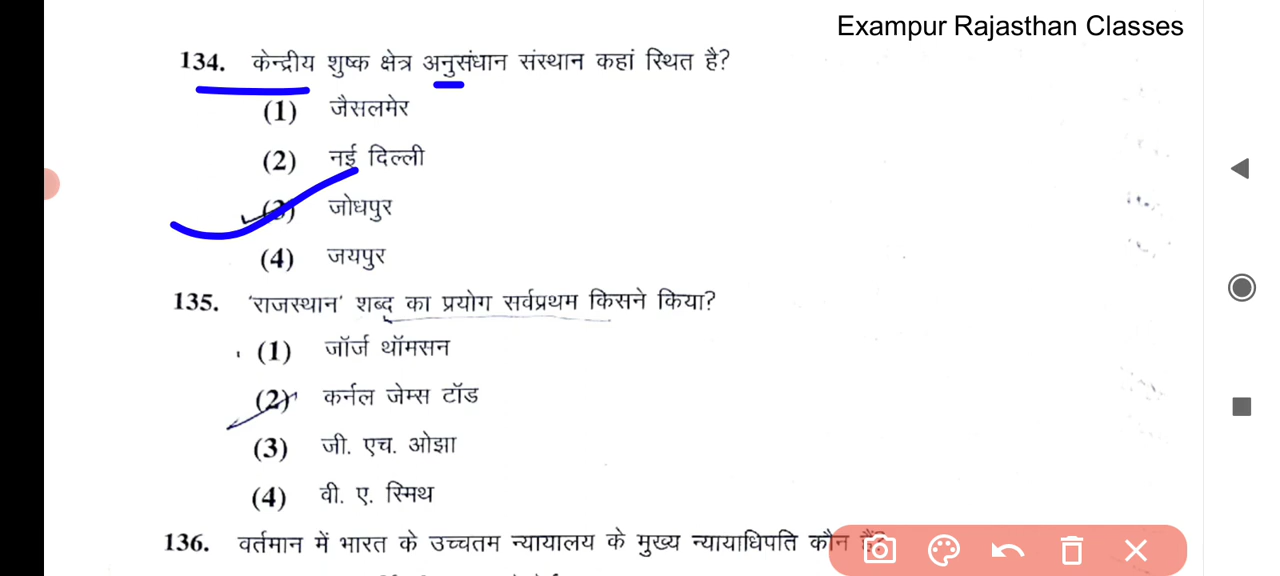 Exampur Rajasthan Classes
134. केन्द्रीय शुष्क क्षेत्र अनुसंधान संस्थान कहां स्थित है?
(1) जैसलमेर
(2) नई दिल्ली
(3) जोधपुर
(4) जयपुर
135. ‘राजस्थान’ शब्द का प्रयोग सर्वप्रथम किसने किया?
(1) जॉर्ज थॉमसन
(2) कर्नल जेम्स टॉड
(3) जी. एच. ओझा
(4) वी. ए. स्मिथ
136. वर्तमान में भारत के उच्चतम न्यायालय के मुख्य न्यायाधिपति कौन हैं?